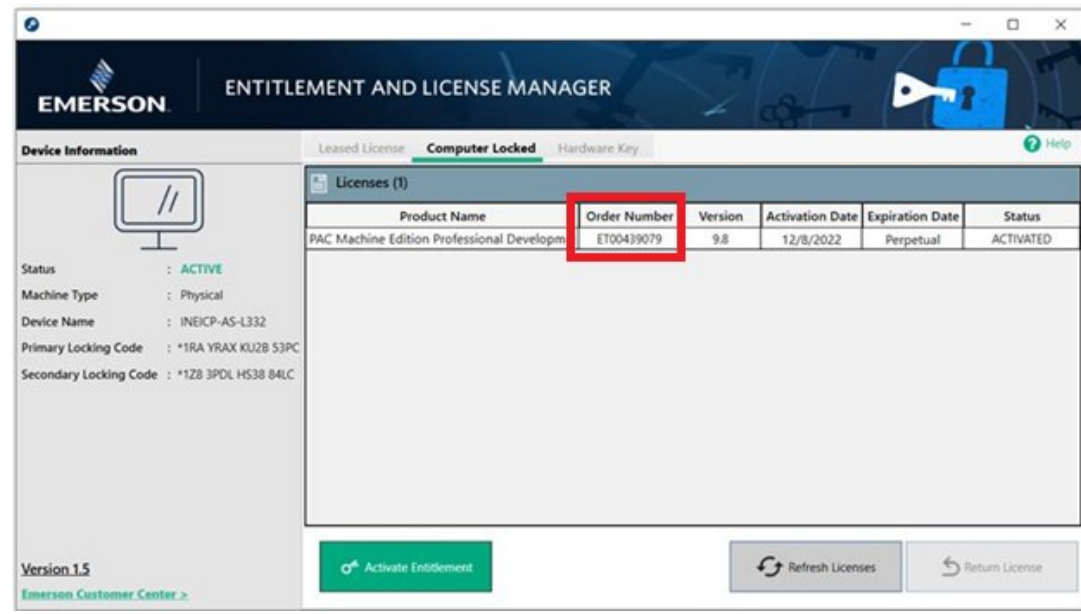 EMERSON
ENTITLEMENT AND LICENSE MANAGER
Device Information
Leased License Computer Locked Hardware Key
Help
Licenses (1)
Product Name Order Number Version Activation Date Expiration Date Status
PAC Machine Edition Professional Developm ET00439079 9.8 12/8/2022 Perpetual ACTIVATED
Status : ACTIVE
Machine Type : Physical
Device Name : INEICP-AS-L332
Primary Locking Code : *1RA YRAX KU2B 53PC
Secondary Locking Code : *1Z8 3PDL HS38 84LC
Version 1.5
Emerson Customer Center >
Activate Entitlement
Refresh Licenses
Return License